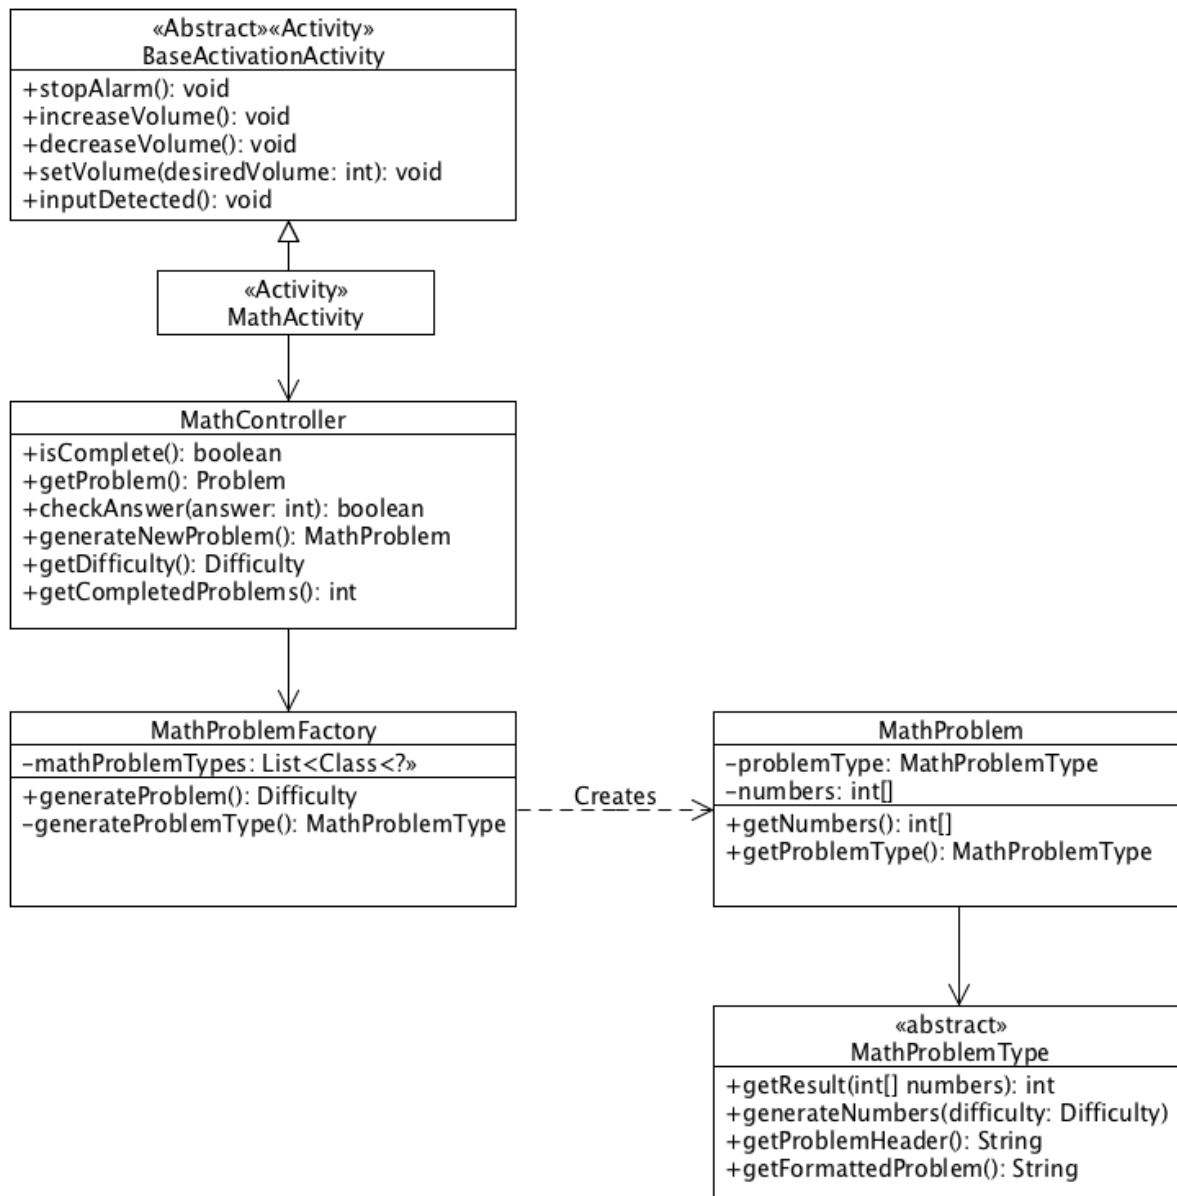 «Abstract»«Activity»
BaseActivationActivity
+stopAlarm(): void
+increaseVolume(): void
+decreaseVolume(): void
+setVolume(desiredVolume: int): void
+inputDetected(): void
«Activity»
MathActivity
MathController
+isComplete(): boolean
+getProblem(): Problem
+checkAnswer(answer: int): boolean
+generateNewProblem(): MathProblem
+getDifficulty(): Difficulty
+getCompletedProblems(): int
MathProblemFactory
-mathProblemTypes: List<Class<?»
+generateProblem(): Difficulty
-generateProblemType(): MathProblemType
Creates
MathProblem
-problemType: MathProblemType
-numbers: int[]
+getNumbers(): int[]
+getProblemType(): MathProblemType
«abstract»
MathProblemType
+getResult(int[] numbers): int
+generateNumbers(difficulty: Difficulty)
+getProblemHeader(): String
+getFormattedProblem(): String